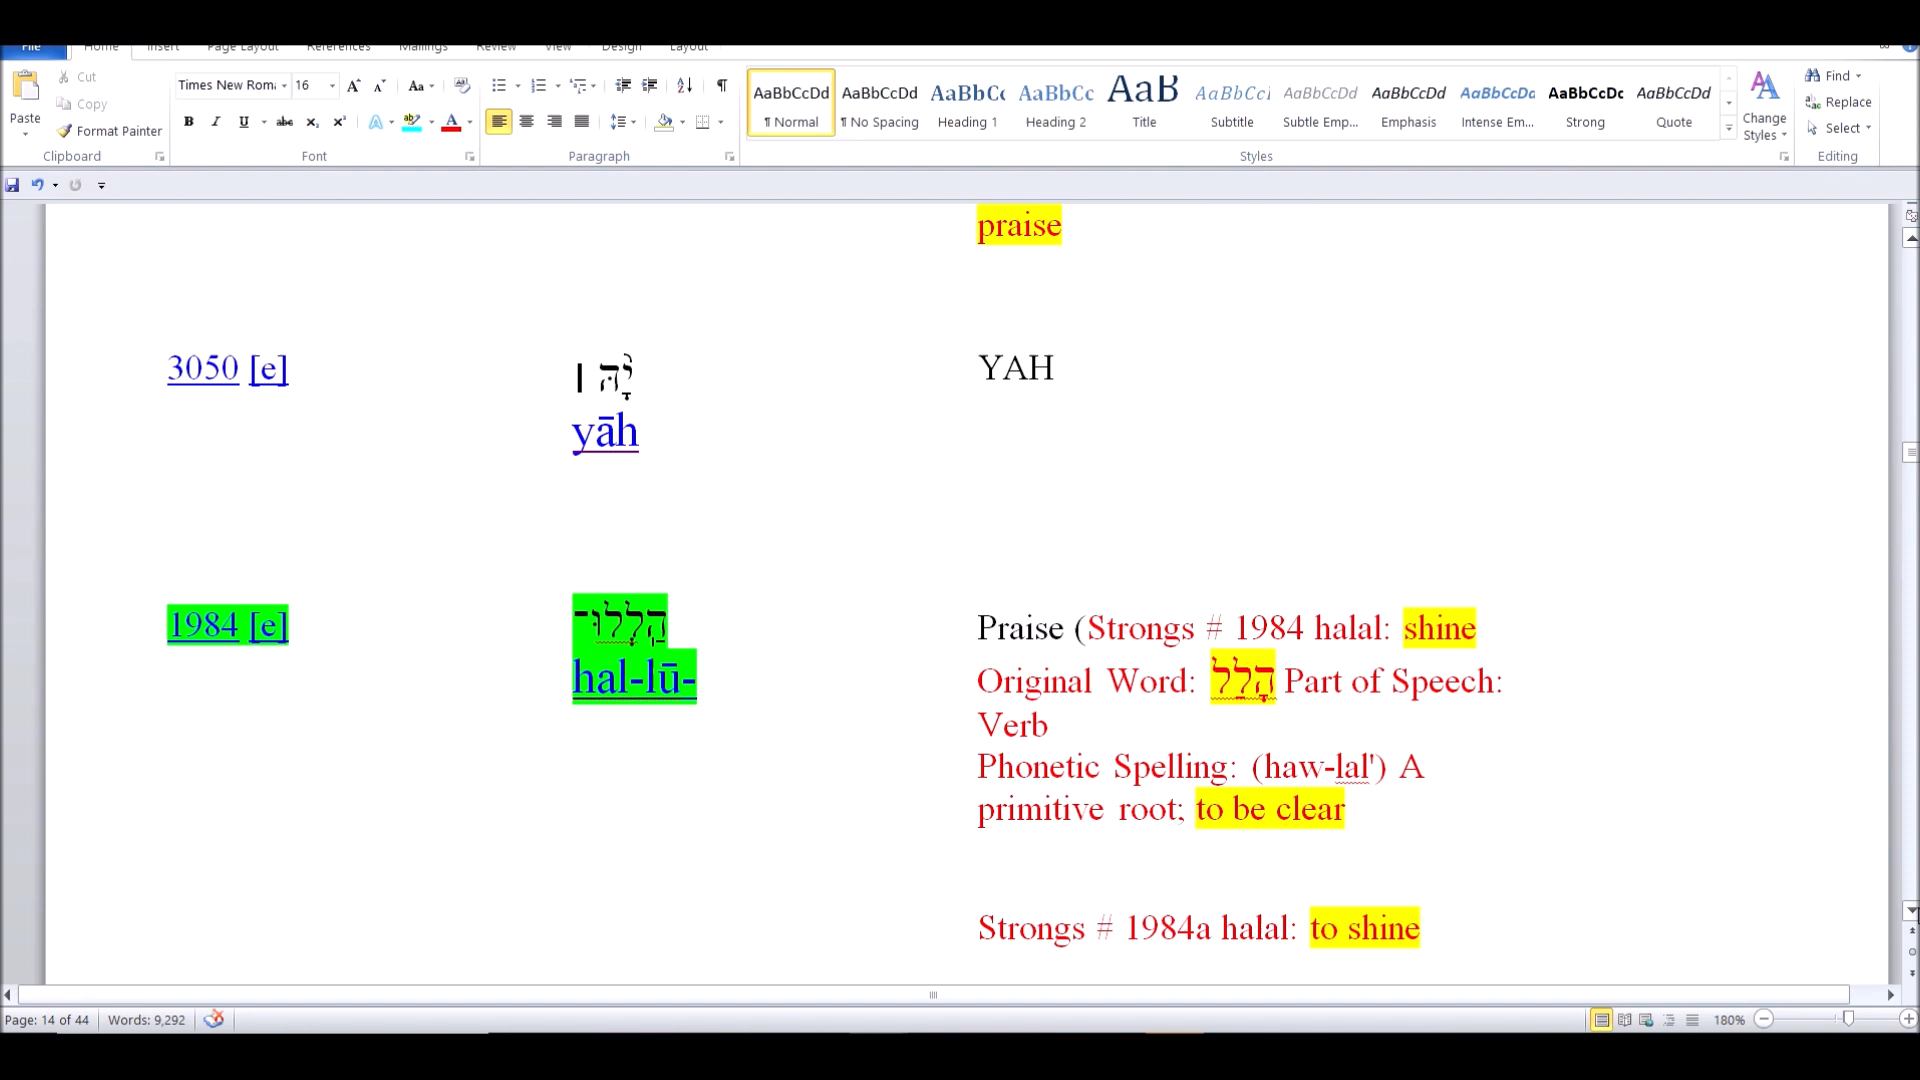 File Home Insert Page Layout References Mailings Review View Design Layout
Cut
Copy
Paste
Format Painter
Clipboard
Times New Roma 16
Font
Paragraph
AaBbCcDd AaBbCcDd AaBbCc AaBbCc AaB AaBbCcI AaBbCcDd AaBbCcDd AaBbCcDd AaBbCcDc AaBbCcDd
¶ Normal ¶ No Spacing Heading 1 Heading 2 Title Subtitle Subtle Emp... Emphasis Intense Em... Strong Quote
Styles
Change Styles
Find
Replace
Select
Editing
praise
3050 [e] יָ֨הּ ׀ YAH
yāh
1984 [e] הַֽלְלוּ־ Praise (Strongs # 1984 halal: shine
hal-lū- Original Word: הָלַל Part of Speech:
Verb
Phonetic Spelling: (haw-lal') A
primitive root; to be clear
Strongs # 1984a halal: to shine
Page: 14 of 44 Words: 9,292 180%